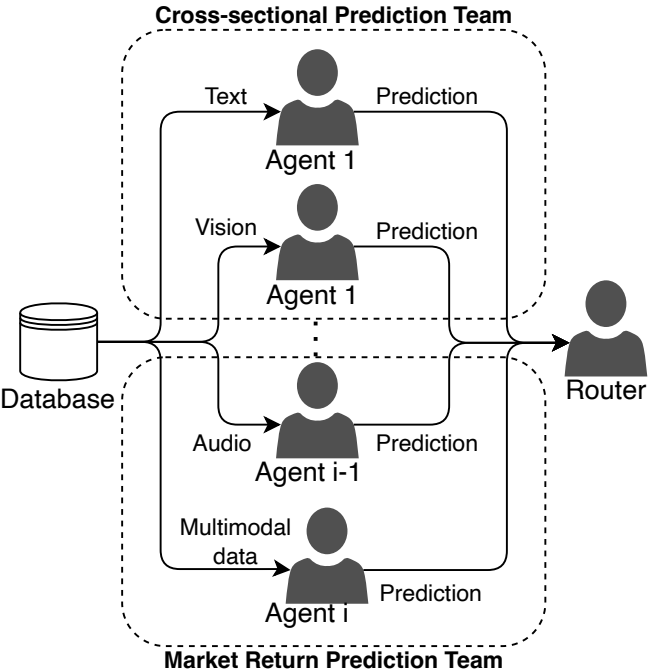 Cross-sectional Prediction Team
Text
Prediction
Agent 1
Vision
Prediction
Agent 1
Database
Router
Audio
Prediction
Agent i-1
Multimodal
data
Prediction
Agent i
Market Return Prediction Team